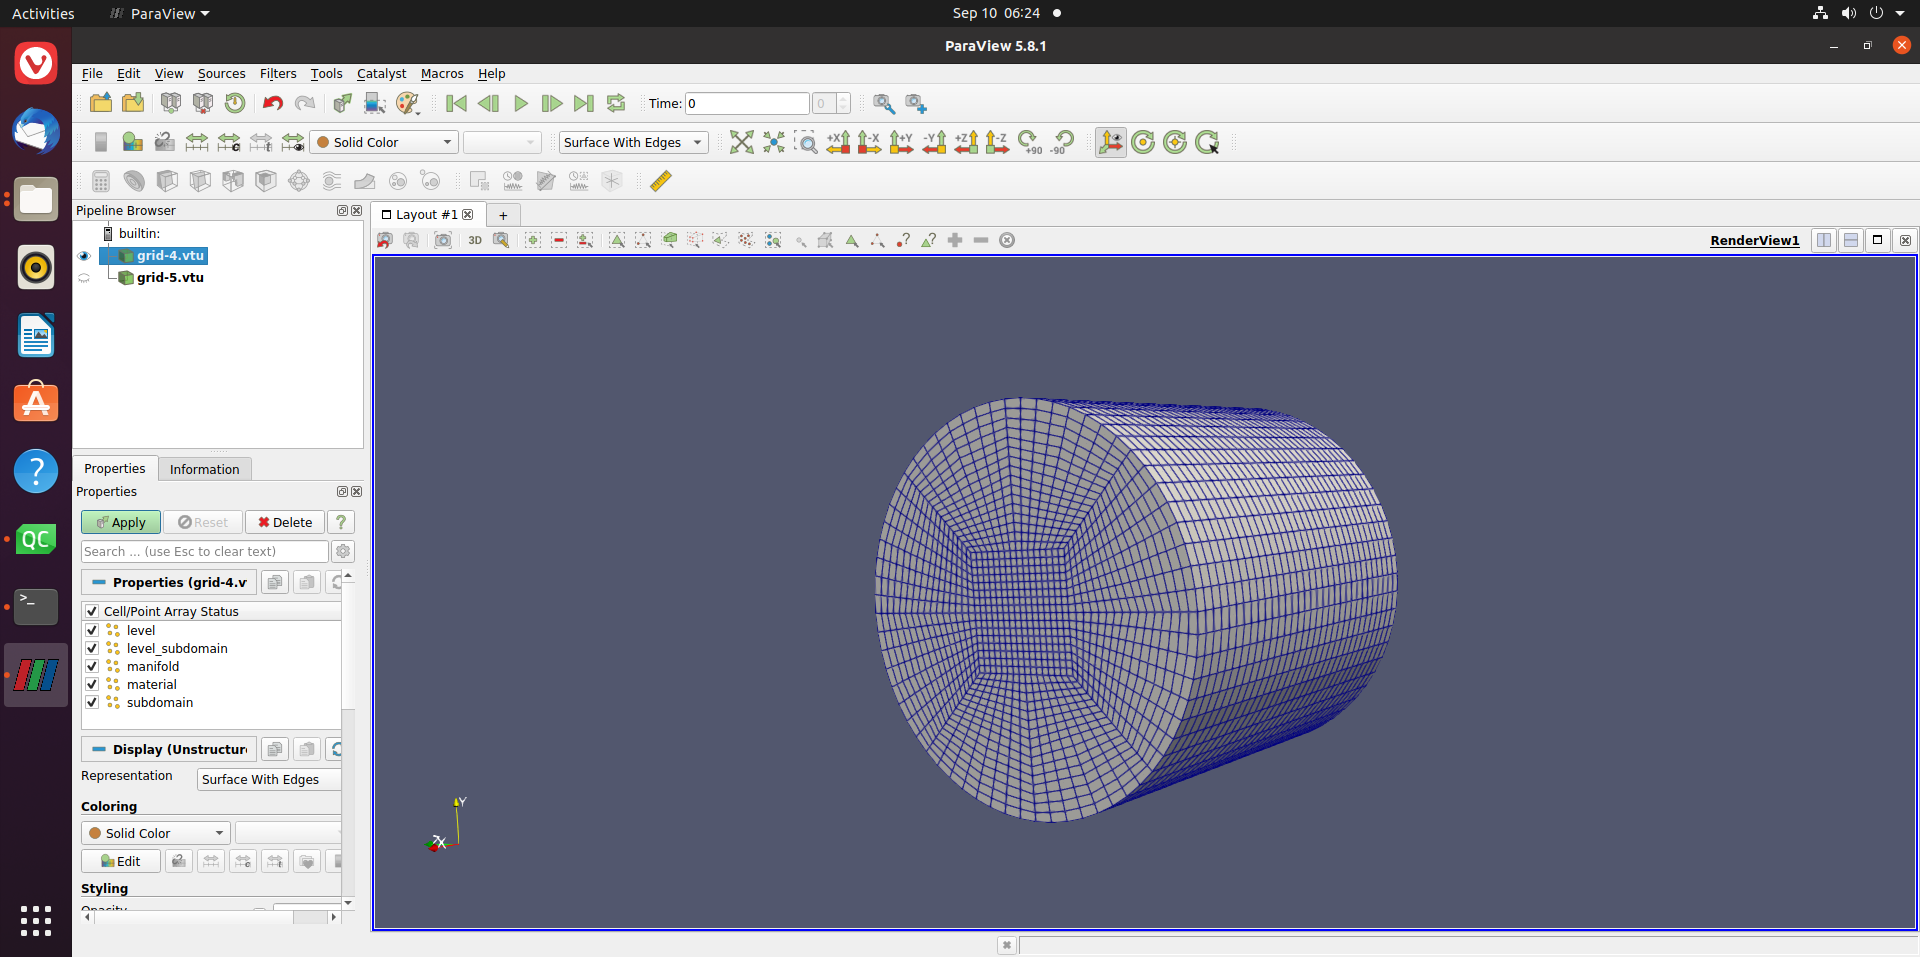 Activities ParaView Sep 10 06:24
ParaView 5.8.1
File Edit View Sources Filters Tools Catalyst Macros Help
Time: 0 0
Solid Color Surface With Edges +X -X +Y -Y +Z -Z +90 -90
Pipeline Browser
Layout #1 +
builtin:
3D RenderView1
grid-4.vtu
grid-5.vtu
Properties Information
Properties
Apply Reset Delete ?
Search ... (use Esc to clear text)
Properties (grid-4.v
Cell/Point Array Status
level
level_subdomain
manifold
material
subdomain
Display (Unstructur
Representation Surface With Edges
Coloring
Solid Color
Edit
Styling
Opacity
QC
Y
Z
X